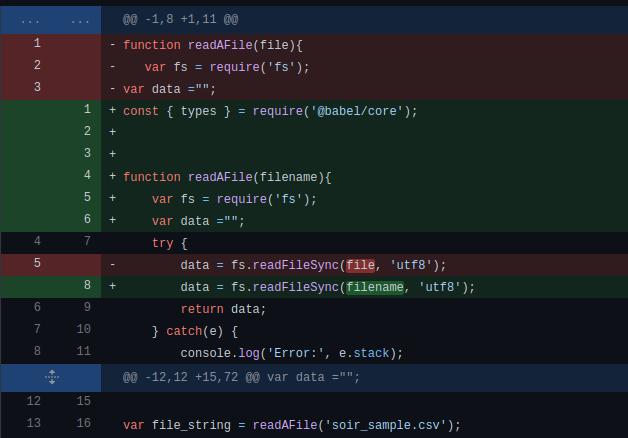 ... ... @@ -1,8 +1,11 @@
1 - function readAFile(file){
2 - var fs = require('fs');
3 - var data ="";
1 + const { types } = require('@babel/core');
2 +
3 +
4 + function readAFile(filename){
5 + var fs = require('fs');
6 + var data ="";
4 7 try {
5 - data = fs.readFileSync(file, 'utf8');
8 + data = fs.readFileSync(filename, 'utf8');
6 9 return data;
7 10 } catch(e) {
8 11 console.log('Error:', e.stack);
@@ -12,12 +15,72 @@ var data ="";
12 15
13 16 var file_string = readAFile('soir_sample.csv');